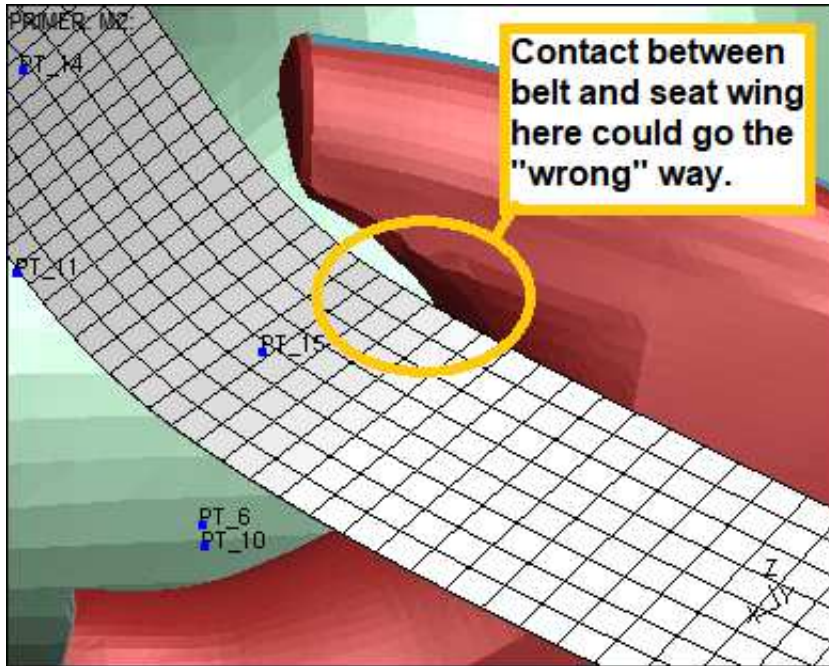 PRIMER: M2:
PT_14
Contact between
belt and seat wing
here could go the
"wrong" way.
PT_11
PT_15
PT_6
PT_10
Z
X Y